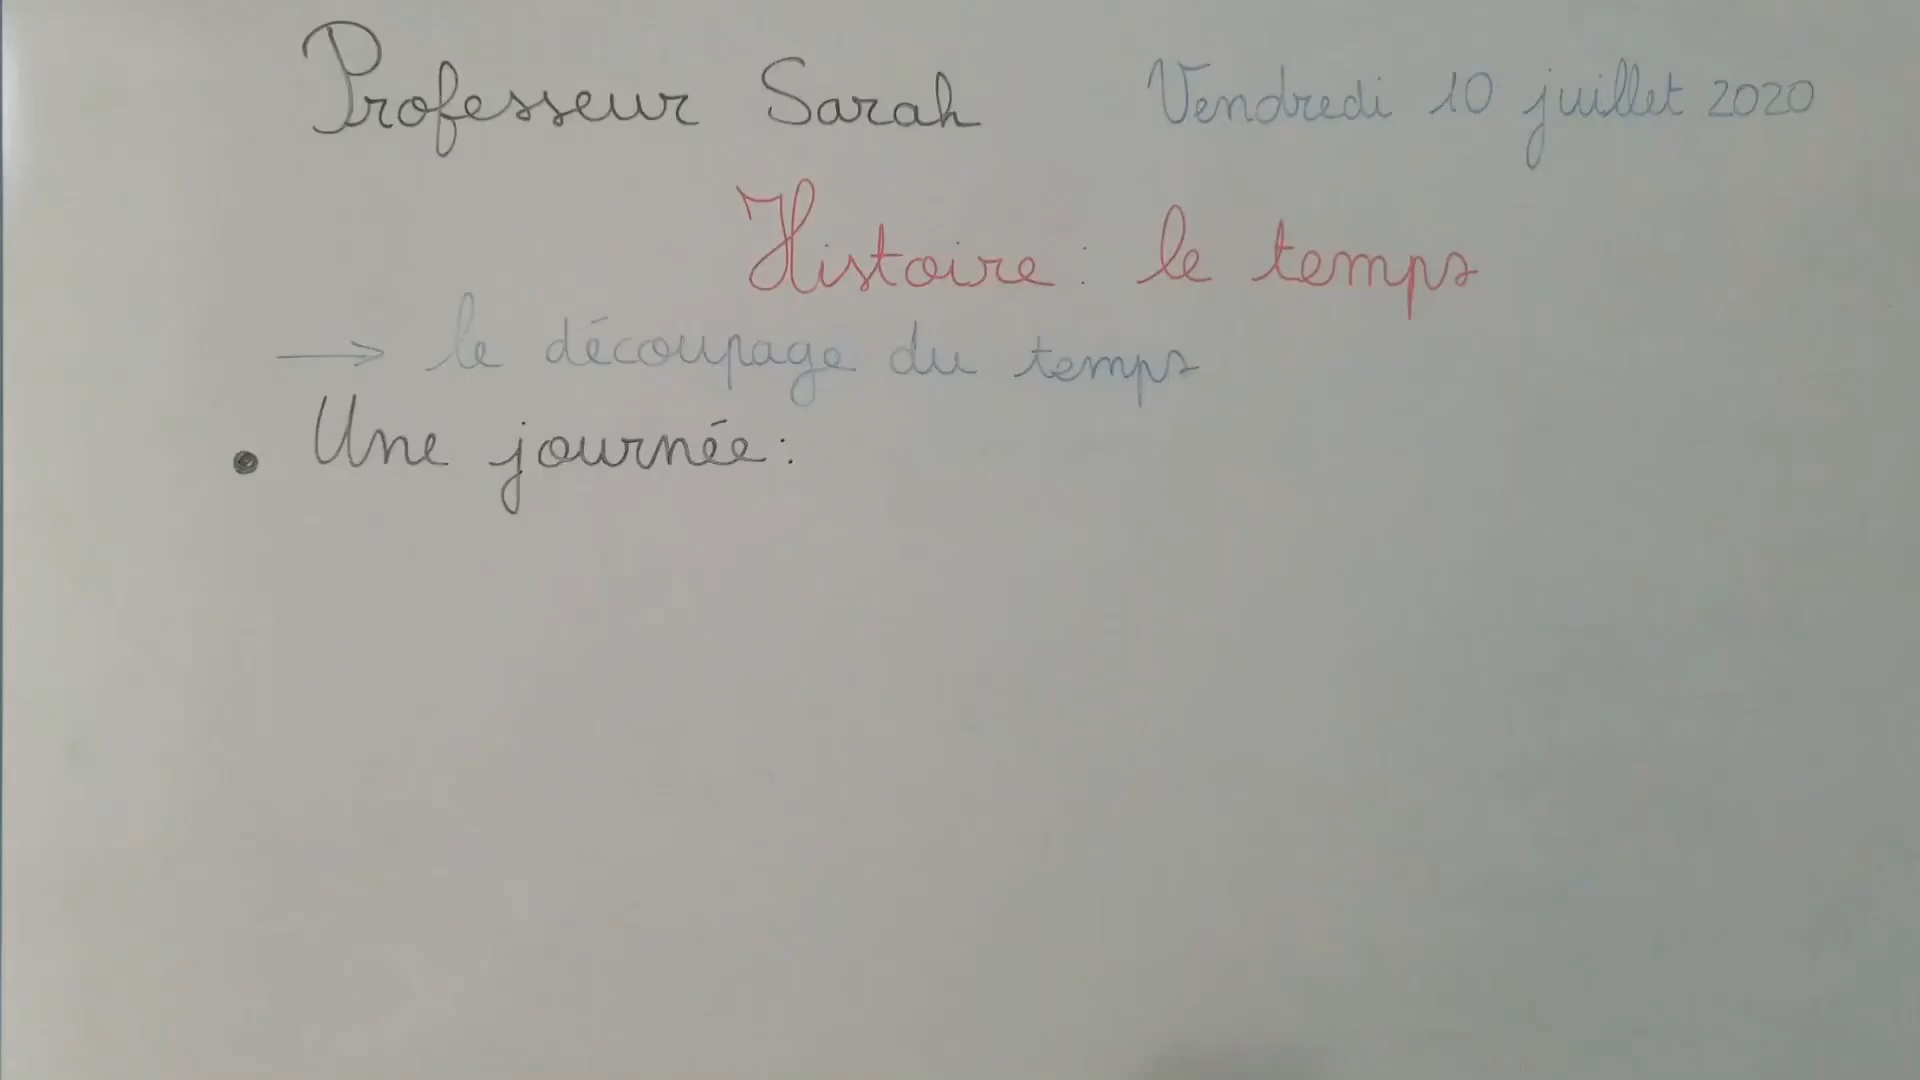 Professeur Sarah Vendredi 10 juillet 2020
Histoire : le temps
→ le découpage du temps
• Une journée :